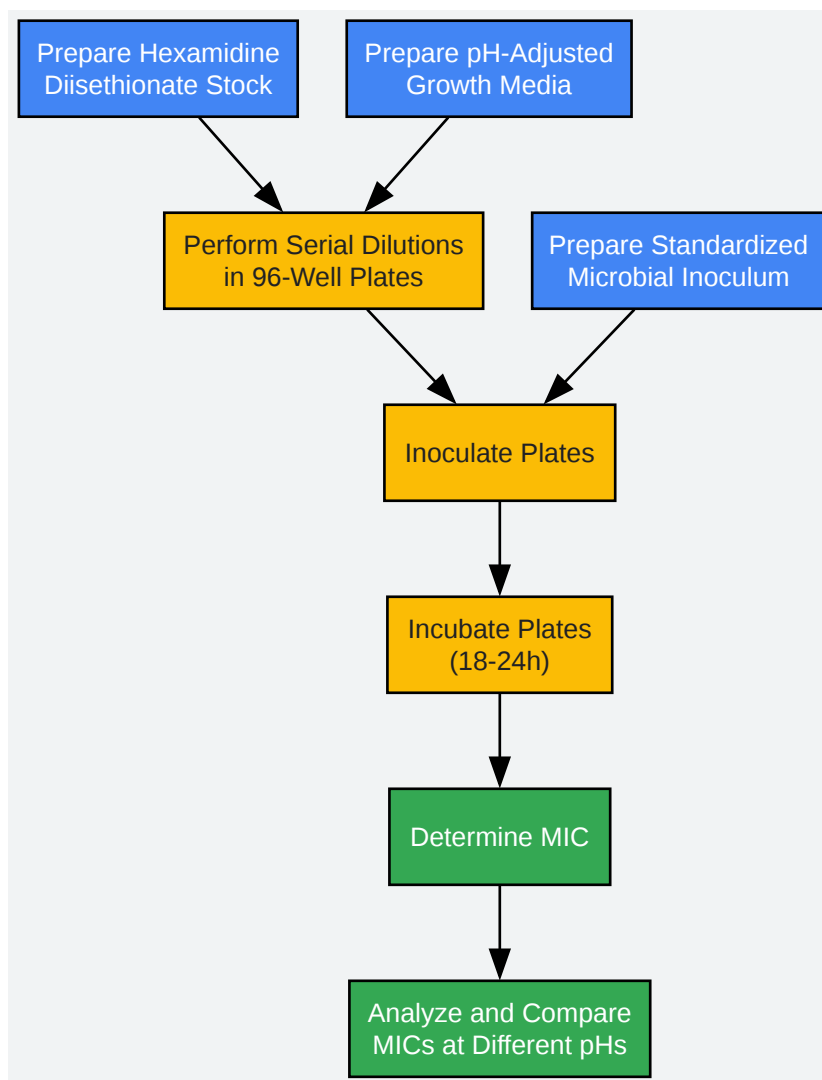 Prepare Hexamidine
Diisethionate Stock
Prepare pH-Adjusted
Growth Media
Perform Serial Dilutions
in 96-Well Plates
Prepare Standardized
Microbial Inoculum
Inoculate Plates
Incubate Plates
(18-24h)
Determine MIC
Analyze and Compare
MICs at Different pHs